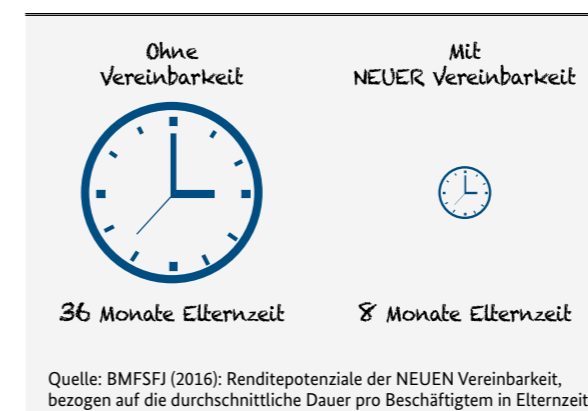 Ohne
Vereinbarkeit
Mit
NEUER Vereinbarkeit
36 Monate Elternzeit
8 Monate Elternzeit
Quelle: BMFSFJ (2016): Renditepotenziale der NEUEN Vereinbarkeit,
bezogen auf die durchschnittliche Dauer pro Beschäftigtem in Elternzeit